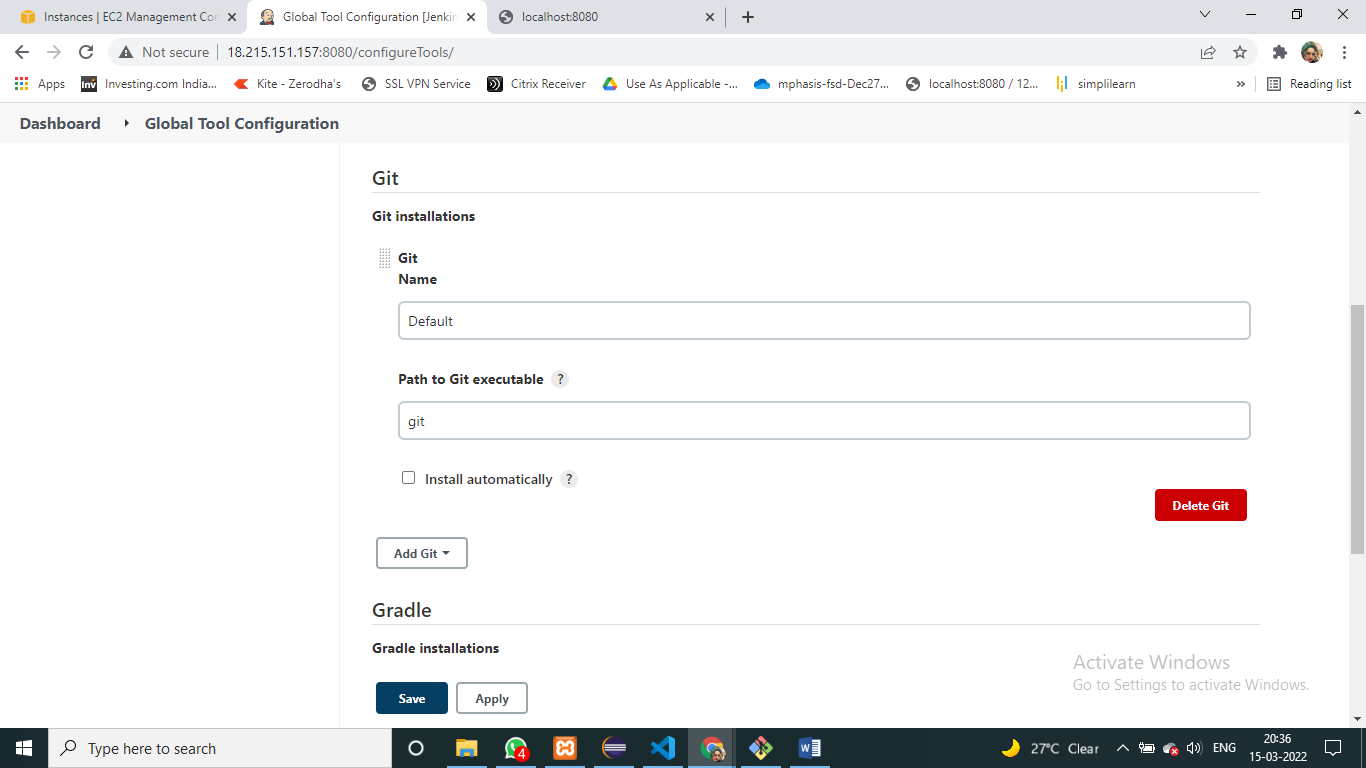 Instances | EC2 Management Con
Global Tool Configuration [Jenkin
localhost:8080
Not secure
18.215.151.157:8080/configureTools/
Apps
inv
Investing.com India...
Kite - Zerodha's
SSL VPN Service
Citrix Receiver
Use As Applicable -...
mphasis-fsd-Dec27...
localhost:8080 / 12...
simplilearn
»
Reading list
Dashboard
Global Tool Configuration
Git
Git installations
Git
Name
Default
Path to Git executable ?
git
Install automatically ?
Delete Git
Add Git
Gradle
Gradle installations
Save
Apply
Activate Windows
Go to Settings to activate Windows.
Type here to search
4
27°C Clear
ENG
20:36
15-03-2022